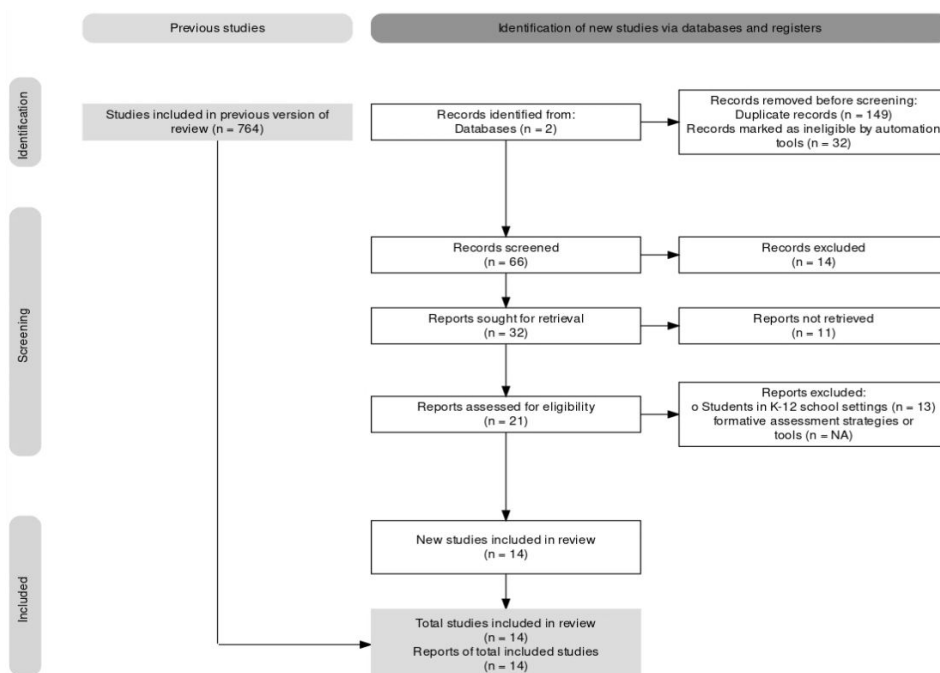 Previous studies
Identification of new studies via databases and registers
Identification
Studies included in previous version of
review (n = 764)
Records identified from:
Databases (n = 2)
Records removed before screening:
Duplicate records (n = 149)
Records marked as ineligible by automation
tools (n = 32)
Screening
Records screened
(n = 66)
Records excluded
(n = 14)
Reports sought for retrieval
(n = 32)
Reports not retrieved
(n = 11)
Reports assessed for eligibility
(n = 21)
Reports excluded:
o Students in K-12 school settings (n = 13)
formative assessment strategies or
tools (n = NA)
Included
New studies included in review
(n = 14)
Total studies included in review
(n = 14)
Reports of total included studies
(n = 14)